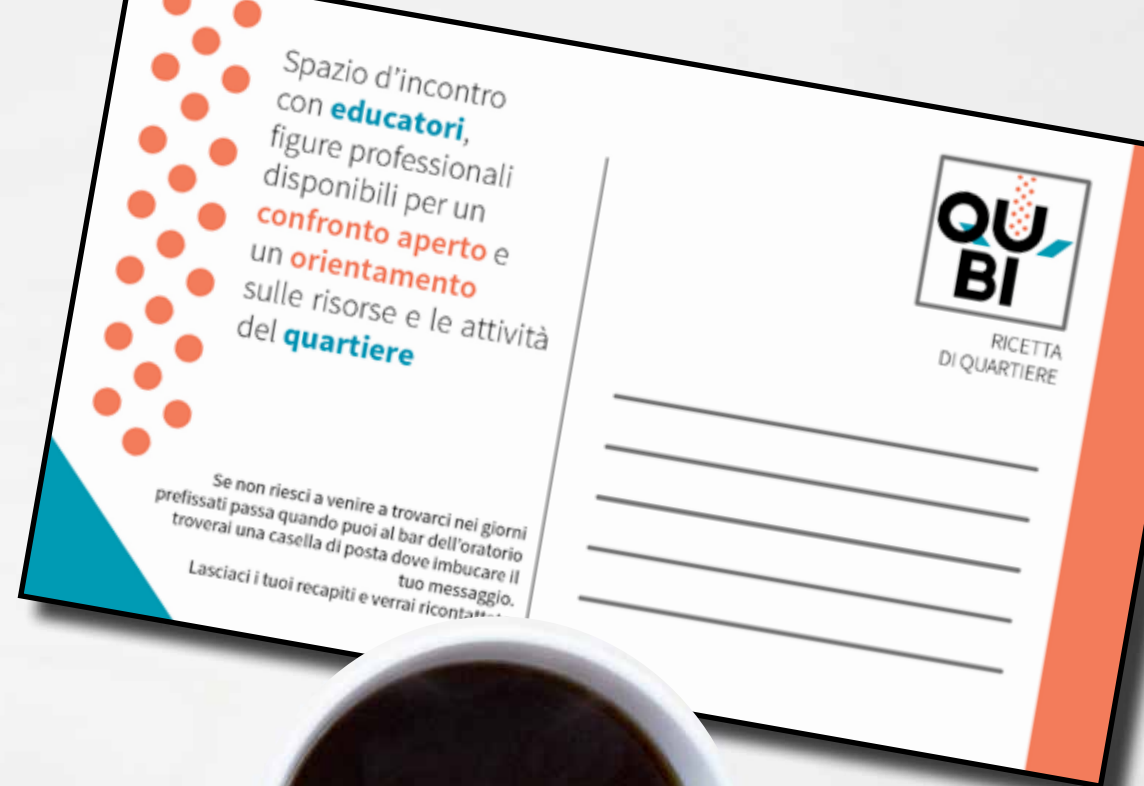 Spazio d'incontro
con educatori,
figure professionali
disponibili per un
confronto aperto e
un orientamento
sulle risorse e le attività
del quartiere
Se non riesci a venire a trovarci nei giorni
prefissati passa quando puoi al bar dell'oratorio
troverai una casella di posta dove imbucare il
tuo messaggio.
Lasciaci i tuoi recapiti e verrai
QU
BI
RICETTA
DI QUARTIERE